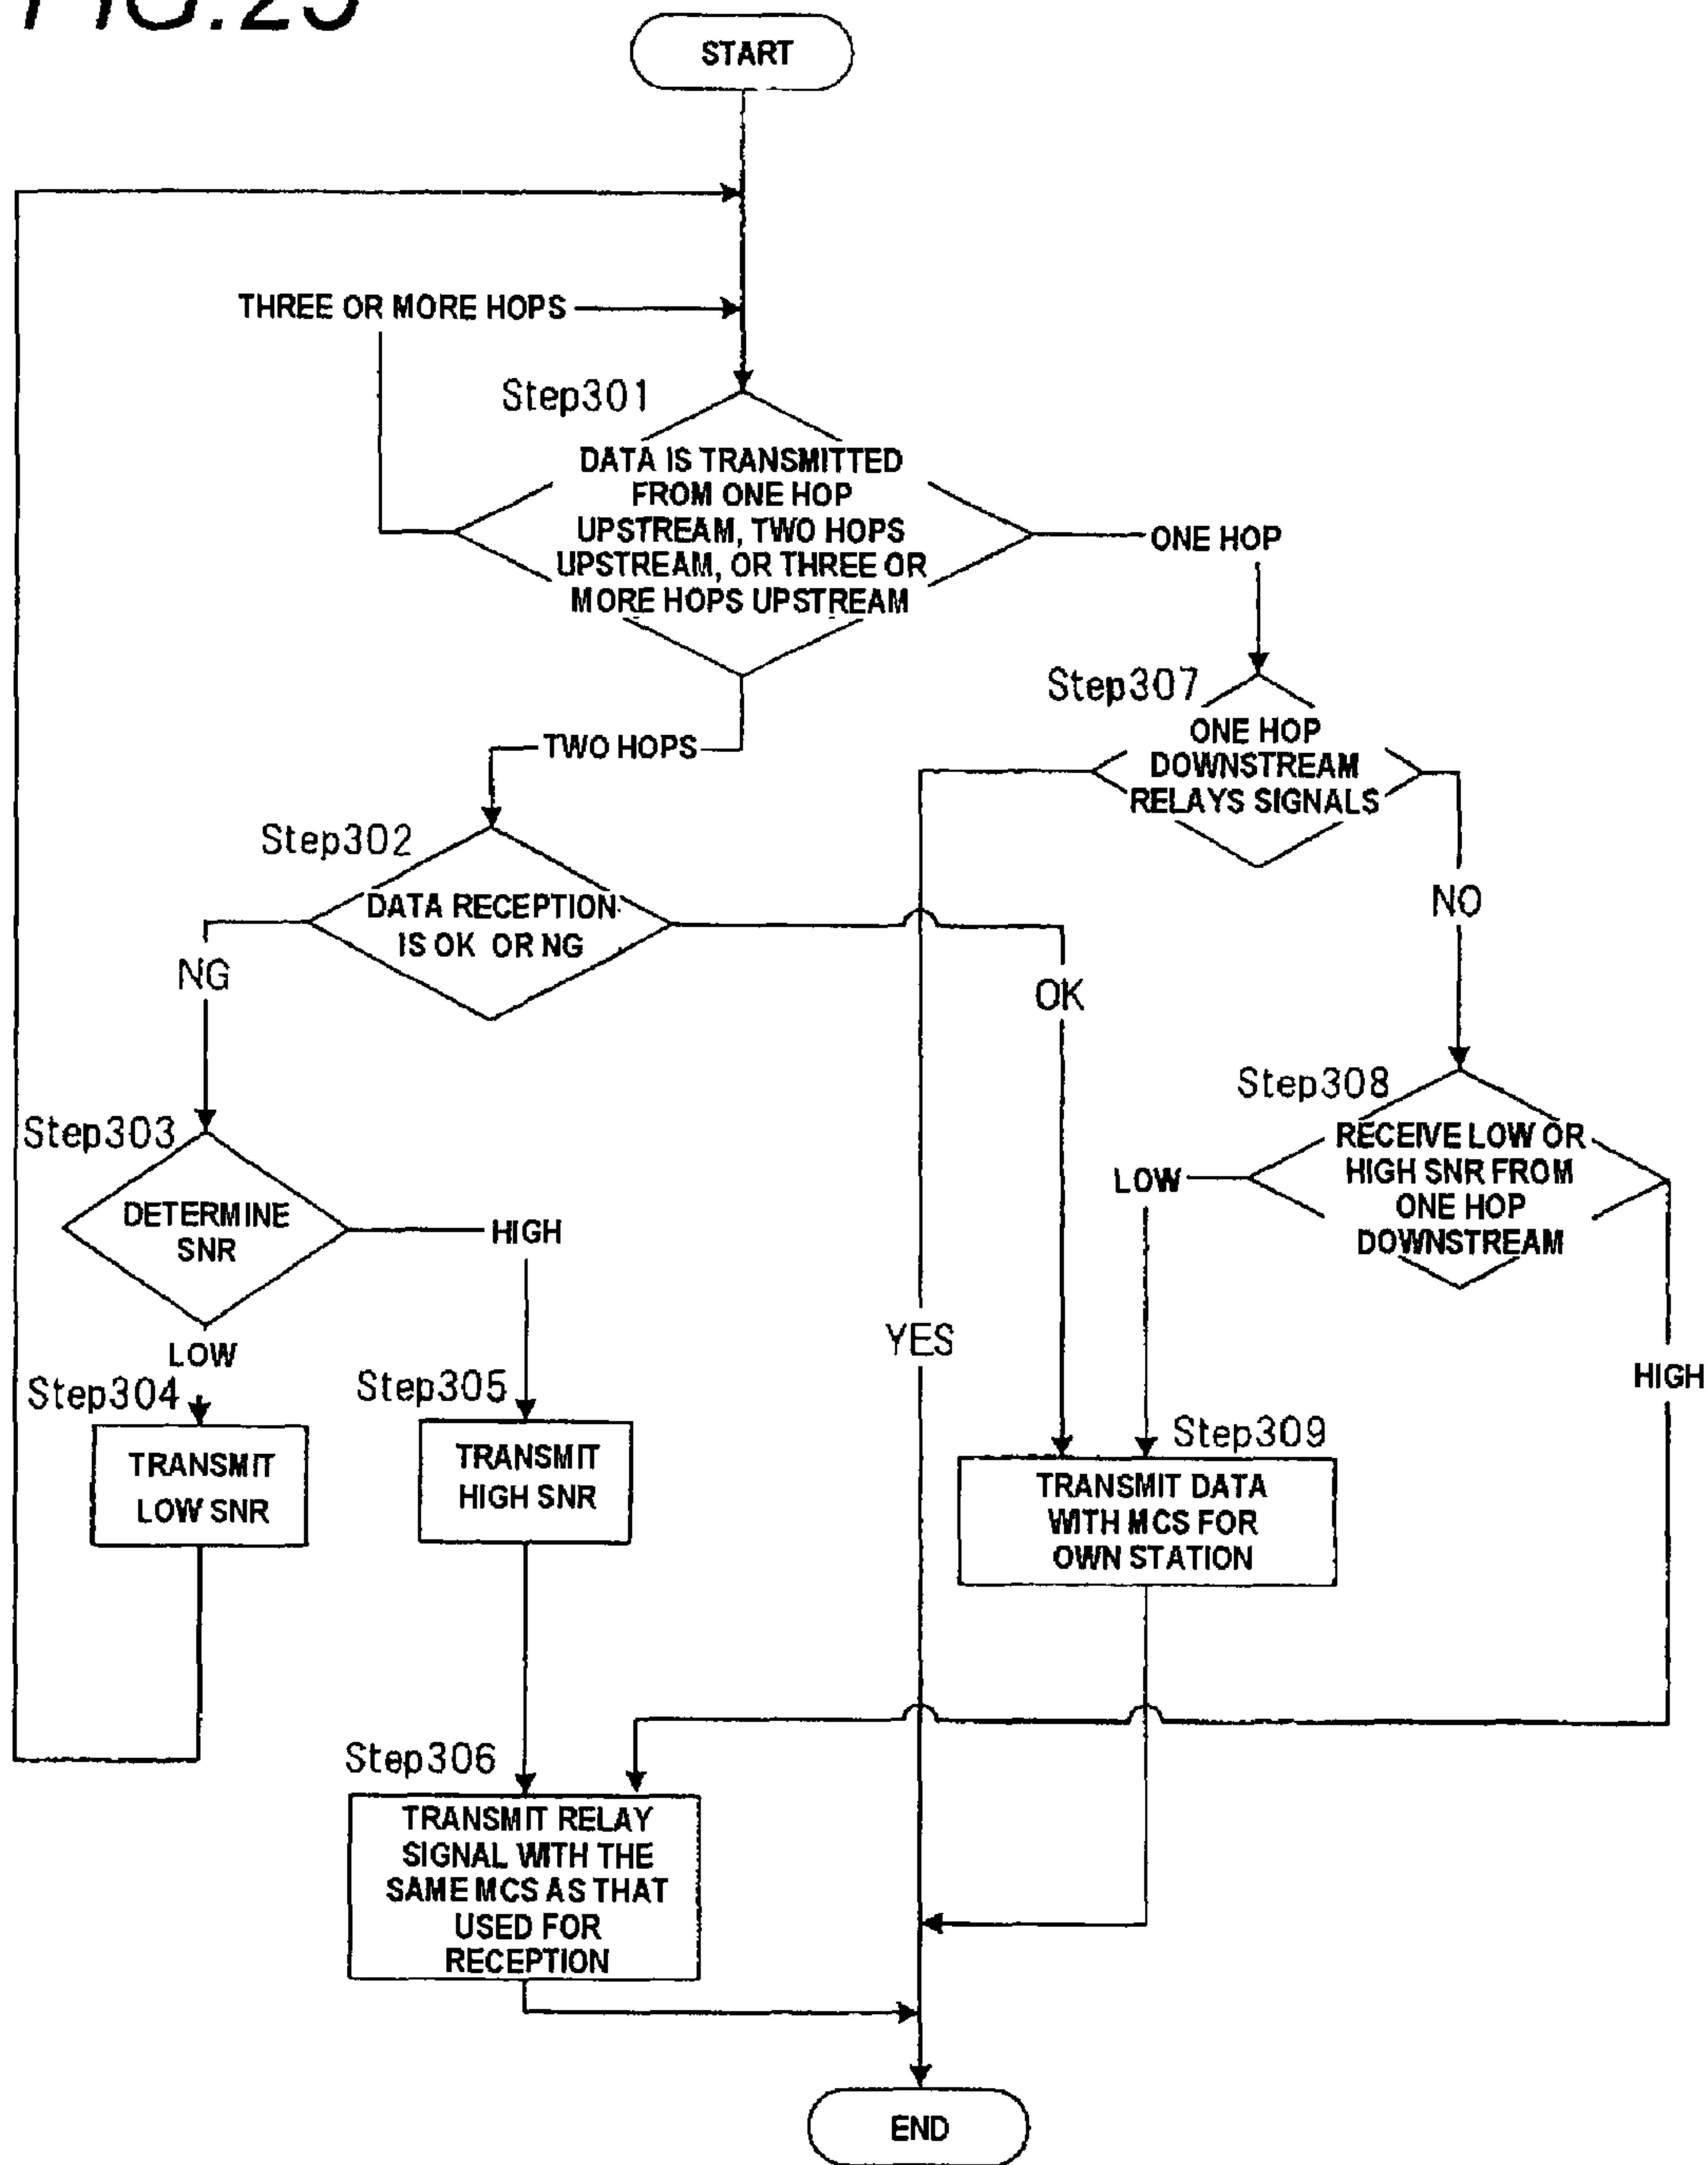 FIG.25
START
THREE OR MORE HOPS
Step301
DATA IS TRANSMITTED
FROM ONE HOP
UPSTREAM, TWO HOPS
UPSTREAM, OR THREE OR
MORE HOPS UPSTREAM
ONE HOP
TWO HOPS
Step307
ONE HOP
DOWNSTREAM
RELAYS SIGNALS
Step302
DATA RECEPTION
IS OK OR NG
NG
OK
NO
YES
Step303
DETERMINE
SNR
HIGH
LOW
Step308
RECEIVE LOW OR
HIGH SNR FROM
ONE HOP
DOWNSTREAM
LOW
HIGH
Step304
TRANSMIT
LOW SNR
Step305
TRANSMIT
HIGH SNR
Step309
TRANSMIT DATA
WITH MCS FOR
OWN STATION
Step306
TRANSMIT RELAY
SIGNAL WITH THE
SAME MCS AS THAT
USED FOR
RECEPTION
END